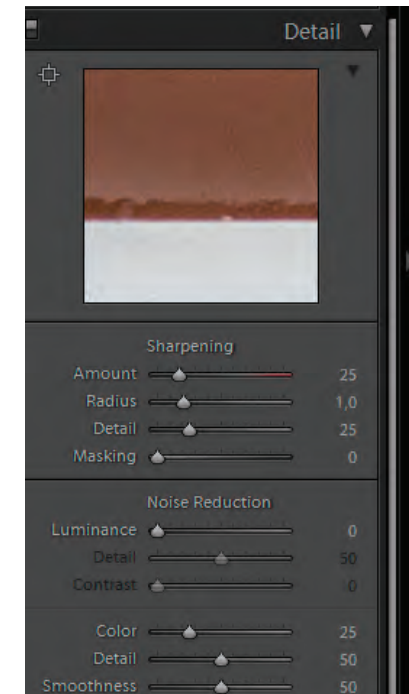 Detail
Sharpening
Amount 25
Radius 1,0
Detail 25
Masking 0
Noise Reduction
Luminance 0
Detail 50
Contrast 0
Color 25
Detail 50
Smoothness 50